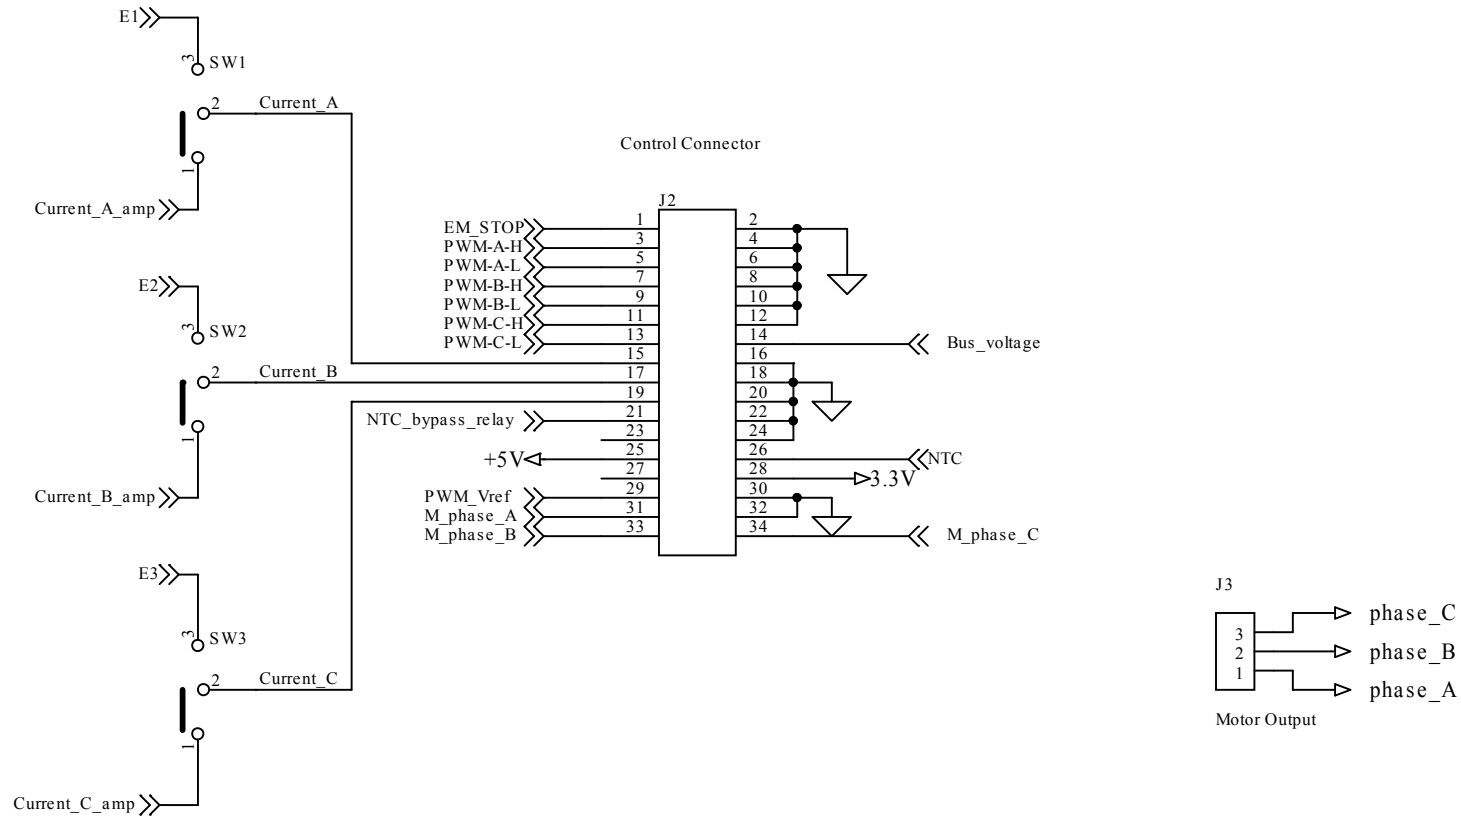 E1
3
SW1
2
Current_A
1
Current_A_amp
Control Connector
J2
EM_STOP 1 2
PWM-A-H 3 4
PWM-A-L 5 6
PWM-B-H 7 8
PWM-B-L 9 10
PWM-C-H 11 12
PWM-C-L 13 14 Bus_voltage
15 16
17 18
19 20
NTC_bypass_relay 21 22
23 24
+5V 25 26 NTC
27 28 3.3V
PWM_Vref 29 30
M_phase_A 31 32
M_phase_B 33 34 M_phase_C
E2
3
SW2
2
Current_B
1
Current_B_amp
E3
3
SW3
2
Current_C
1
Current_C_amp
J3
3 phase_C
2 phase_B
1 phase_A
Motor Output